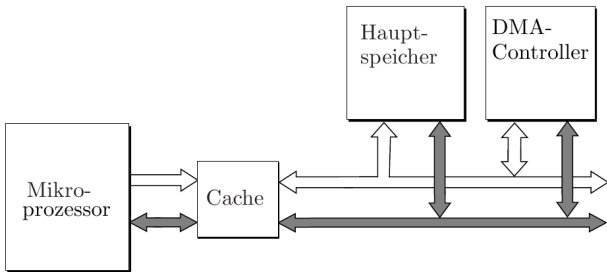 Haupt-
speicher
DMA-
Controller
Mikro-
prozessor
Cache